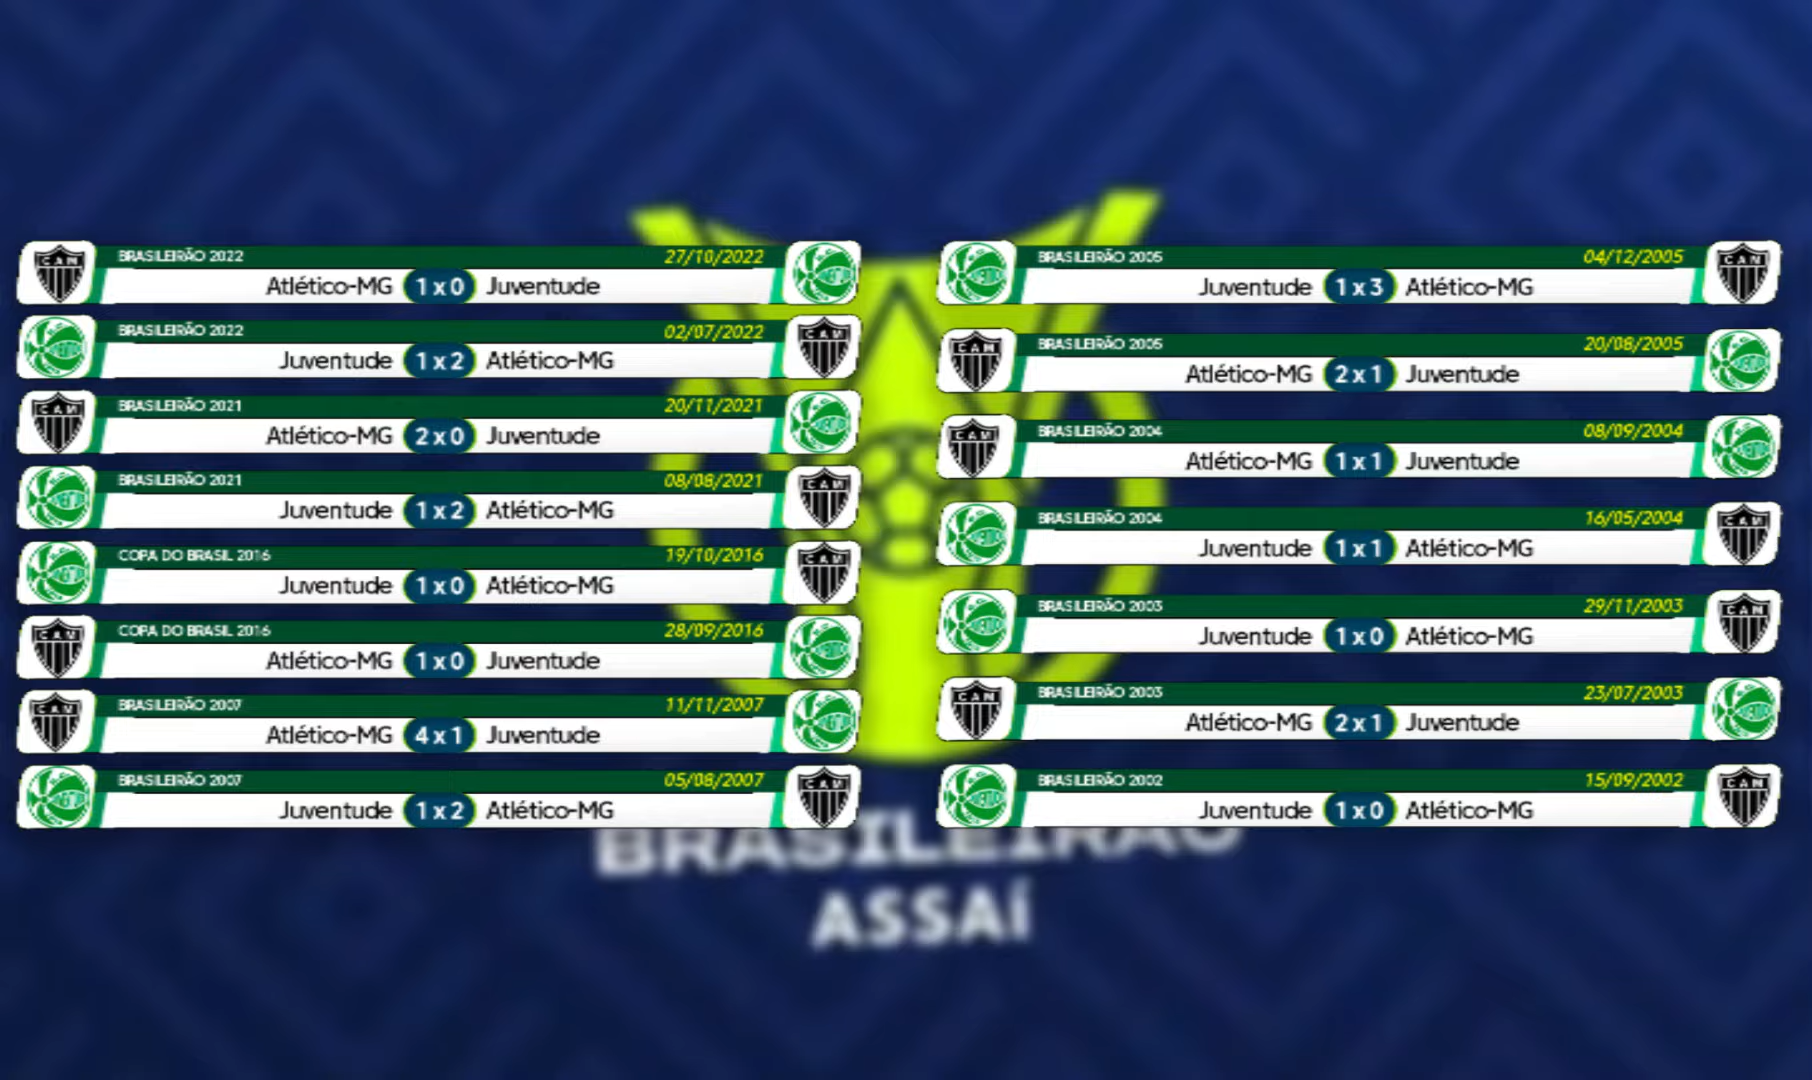 BRASILEIRÃO 2022 27/10/2022
Atlético-MG 1 x 0 Juventude
BRASILEIRÃO 2022 02/07/2022
Juventude 1 x 2 Atlético-MG
BRASILEIRÃO 2021 20/11/2021
Atlético-MG 2 x 0 Juventude
BRASILEIRÃO 2021 08/08/2021
Juventude 1 x 2 Atlético-MG
COPA DO BRASIL 2016 19/10/2016
Juventude 1 x 0 Atlético-MG
COPA DO BRASIL 2016 28/09/2016
Atlético-MG 1 x 0 Juventude
BRASILEIRÃO 2007 11/11/2007
Atlético-MG 4 x 1 Juventude
BRASILEIRÃO 2007 05/08/2007
Juventude 1 x 2 Atlético-MG
BRASILEIRÃO 2005 04/12/2005
Juventude 1 x 3 Atlético-MG
BRASILEIRÃO 2005 20/08/2005
Atlético-MG 2 x 1 Juventude
BRASILEIRÃO 2004 08/09/2004
Atlético-MG 1 x 1 Juventude
BRASILEIRÃO 2004 16/05/2004
Juventude 1 x 1 Atlético-MG
BRASILEIRÃO 2003 29/11/2003
Juventude 1 x 0 Atlético-MG
BRASILEIRÃO 2003 23/07/2003
Atlético-MG 2 x 1 Juventude
BRASILEIRÃO 2002 15/09/2002
Juventude 1 x 0 Atlético-MG
BRASILEIRÃO
ASSAÍ